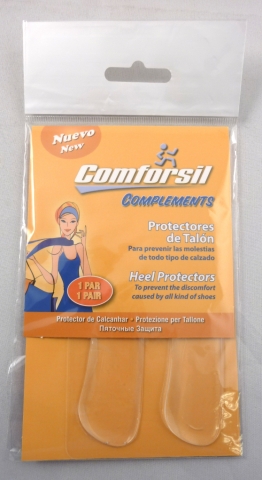 Nuevo
New
Comforsil
COMPLEMENTS
Protectores
de Talón
Para prevenir las molestias
de todo tipo de calzado
Heel Protectors
To prevent the discomfort
caused by all kind of shoes
1 PAR
1 PAIR
Protector de Calcanhar - Protezione per Tallone
Пяточные Защита